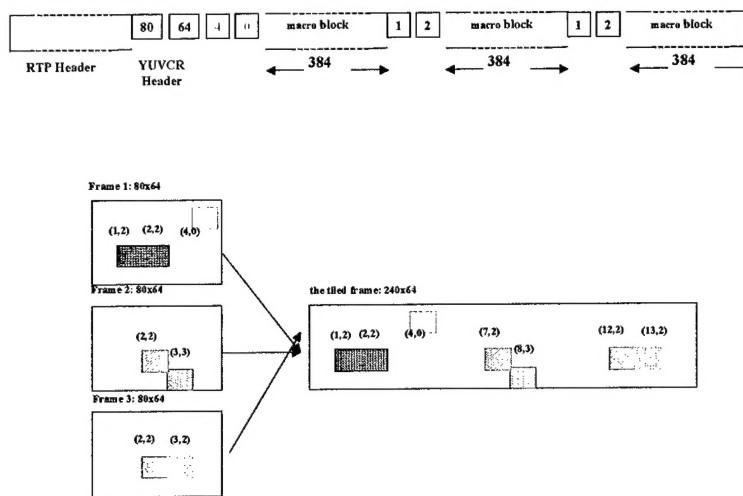 80 64 4 0 macro block 1 2 macro block 1 2 macro block
RTP Header YUVCR Header 384 384 384
Frame 1: 80x64
(1,2) (2,2) (4,0)
Frame 2: 80x64
(2,2)
(3,3)
Frame 3: 80x64
(2,2) (3,2)
the tiled frame: 240x64
(1,2) (2,2) (4,0) (7,2) (8,3) (12,2) (13,2)